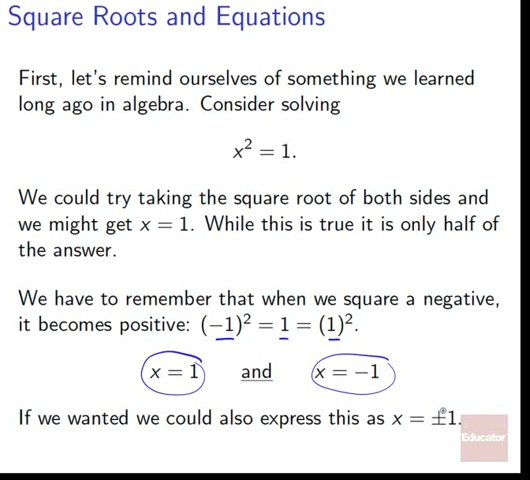 Square Roots and Equations
First, let's remind ourselves of something we learned
long ago in algebra. Consider solving
x² = 1.
We could try taking the square root of both sides and
we might get x = 1. While this is true it is only half of
the answer.
We have to remember that when we square a negative,
it becomes positive: (−1)² = 1 = (1)².
x = 1 and x = −1
If we wanted we could also express this as x = ±1.
Educator